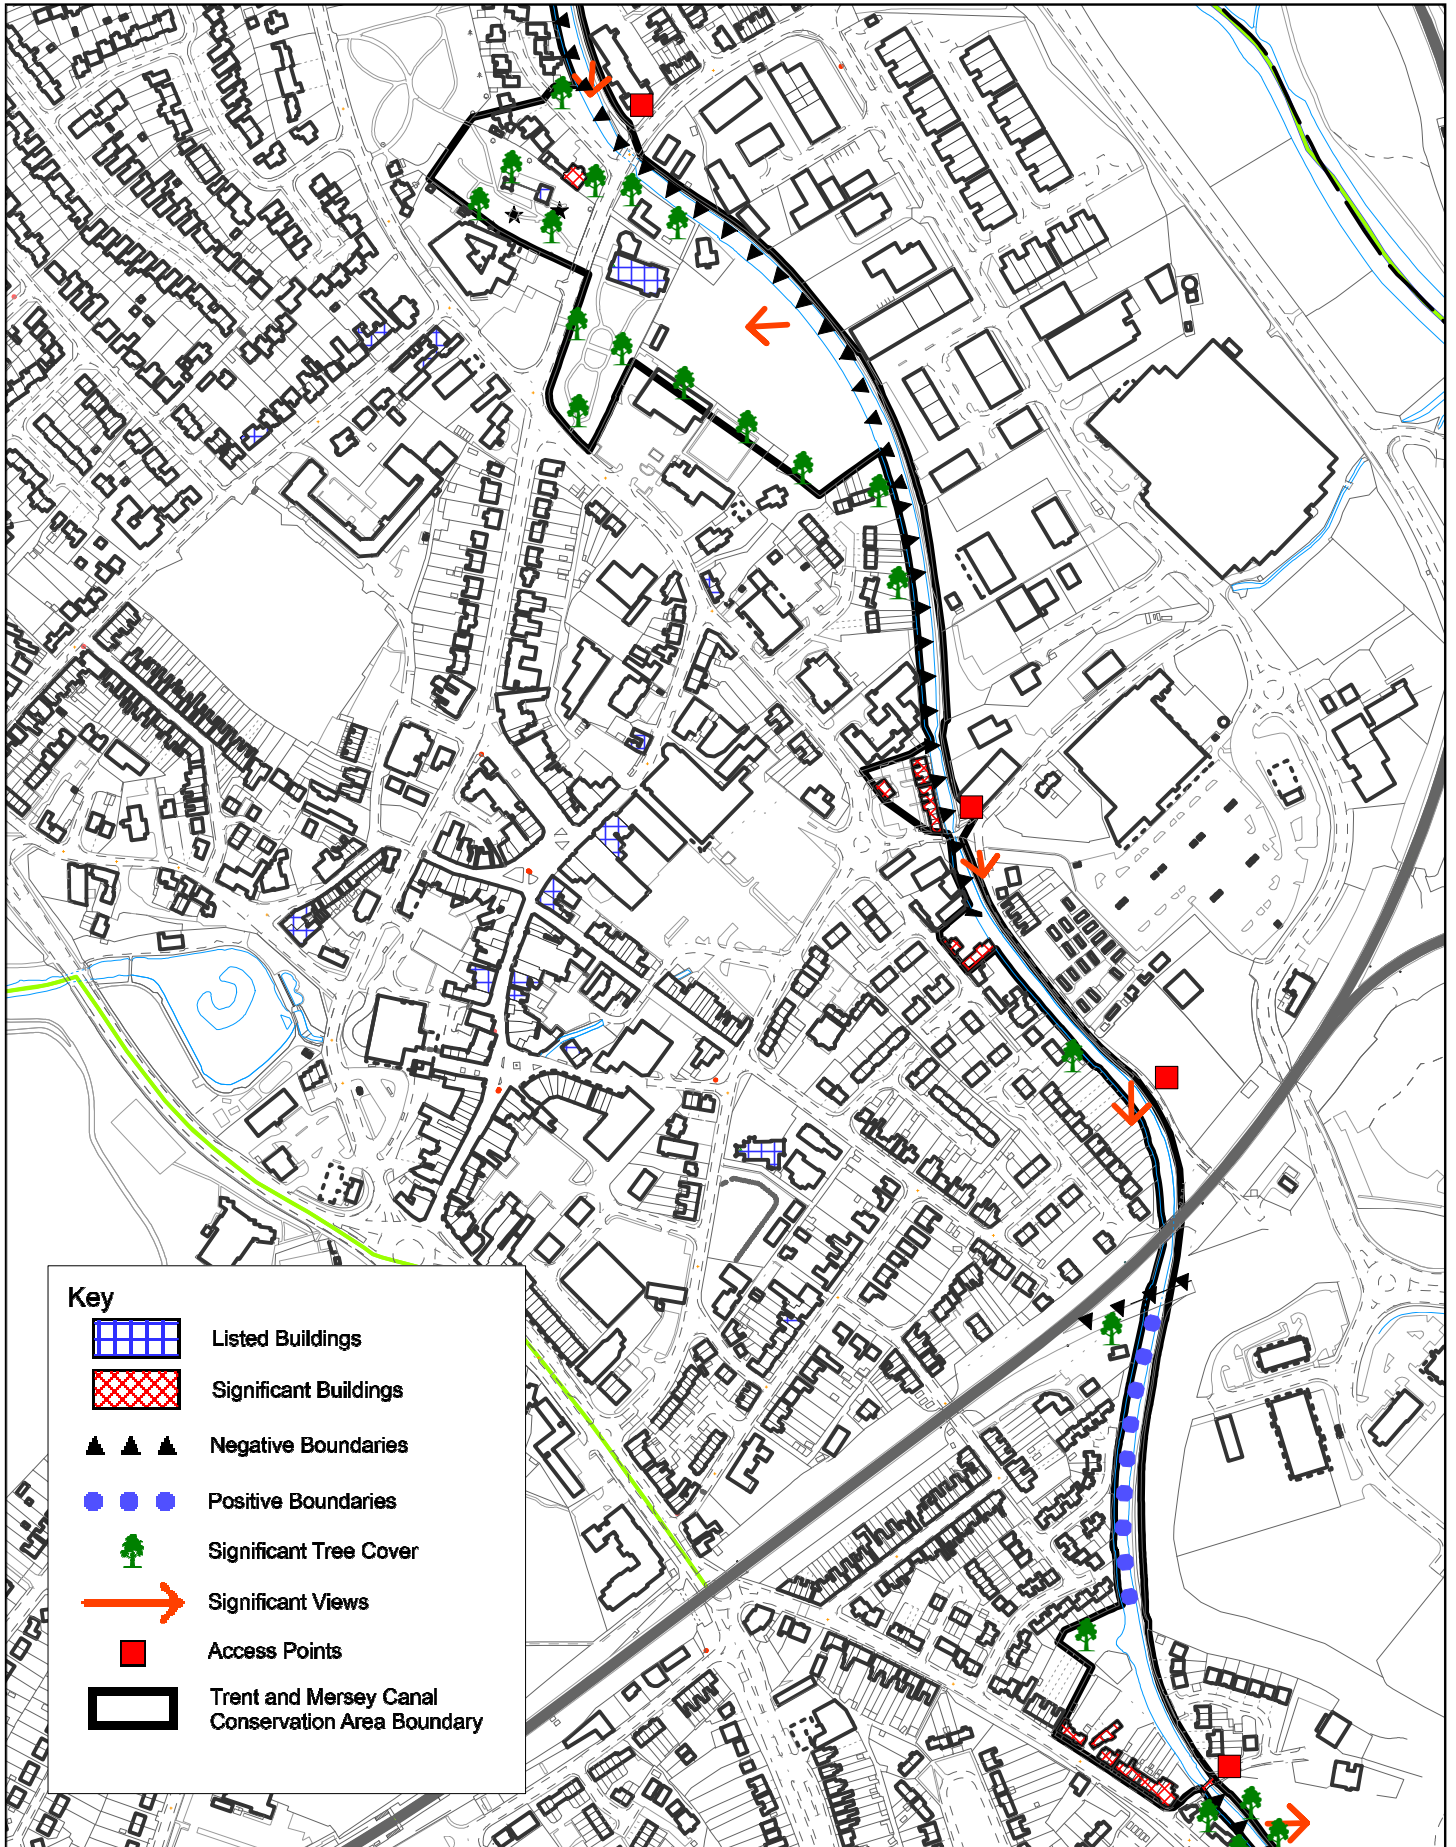 Key
Listed Buildings
Significant Buildings
Negative Boundaries
Positive Boundaries
Significant Tree Cover
Significant Views
Access Points
Trent and Mersey Canal
Conservation Area Boundary